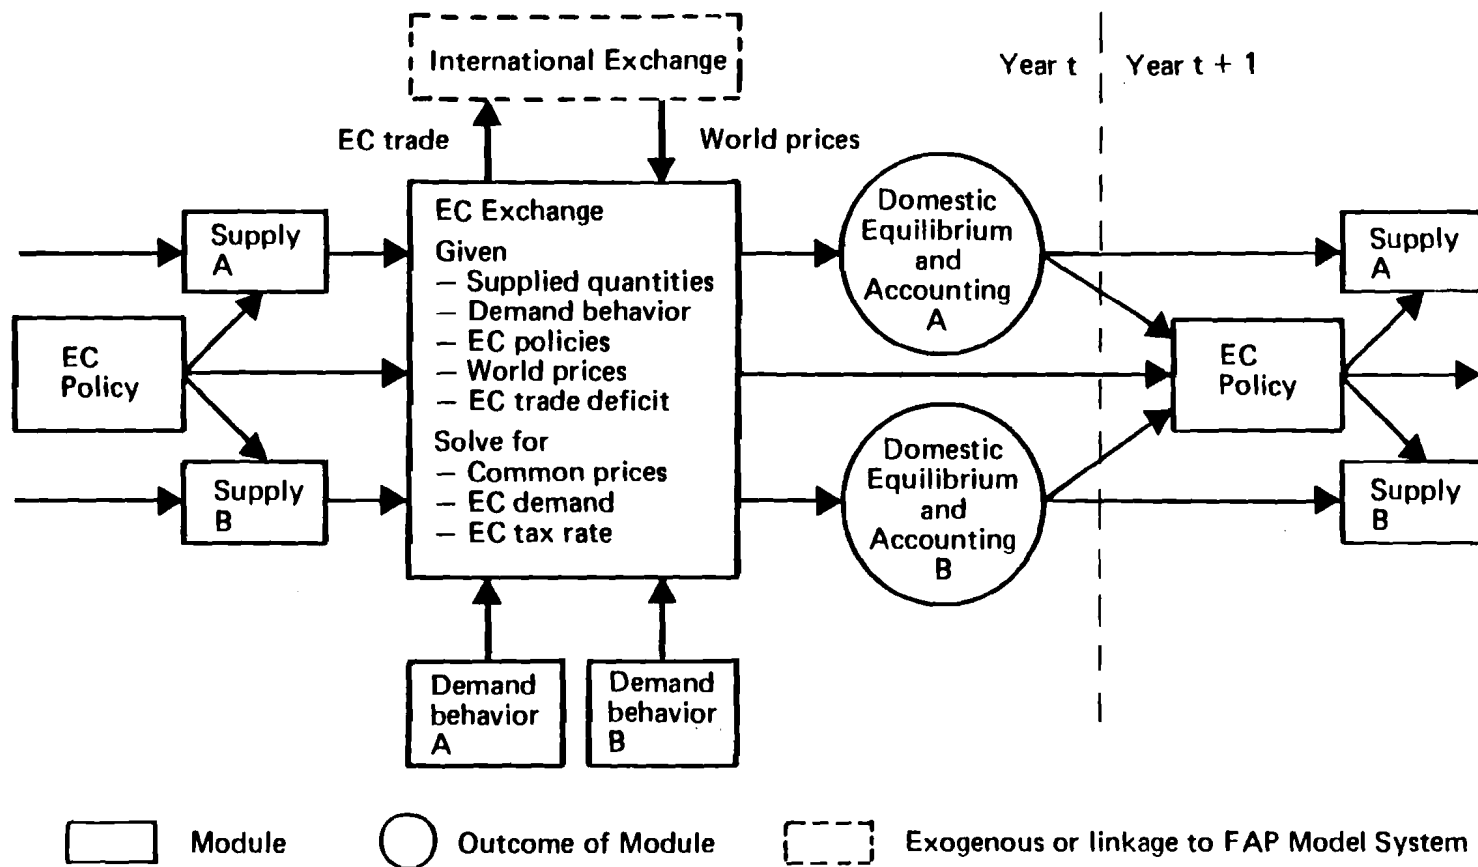 International Exchange
Year t
Year t + 1
EC trade
World prices
Supply
A
EC
Policy
Supply
B
EC Exchange
Given
– Supplied quantities
– Demand behavior
– EC policies
– World prices
– EC trade deficit
Solve for
– Common prices
– EC demand
– EC tax rate
Demand
behavior
A
Demand
behavior
B
Domestic
Equilibrium
and
Accounting
A
Domestic
Equilibrium
and
Accounting
B
EC
Policy
Supply
A
Supply
B
Module
Outcome of Module
Exogenous or linkage to FAP Model System